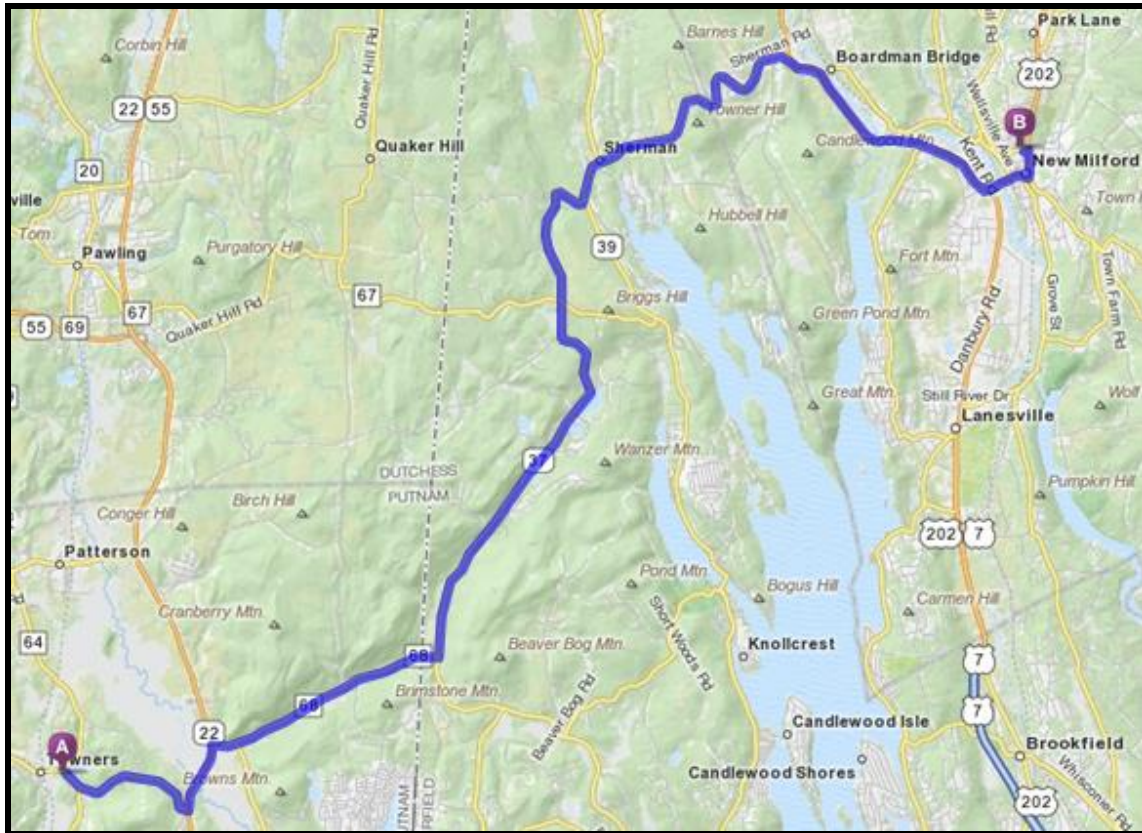 Park Lane
Corbin Hill
Barnes Hill
Sherman Rd
Boardman Bridge
202
22 55
Quaker Hill Rd
Towner Hill
Wellsville Ave
B
Quaker Hill
Sherman
Candlewood Mtn.
Kent R
New Milford
20
ville
Town
Tom
Hubbell Hill
Purgatory Hill
Pawling
39
Fort Mtn.
Town Farm Rd
Grove St
67
Briggs Hill
67
55 69
Quaker Hill Rd
Green Pond Mtn.
Danbury Rd
Great Mtn.
Still River Dr
Wolf
Lanesville
Wanzer Mtn.
37
DUTCHESS
PUTNAM
Birch Hill
Pumpkin Hill
Conger Hill
202 7
Patterson
Pond Mtn.
Bogus Hill
Carmen Hill
Cranberry Mtn.
Short Woods Rd
64
68
Beaver Bog Mtn.
Knollcrest
7
68
Brimstone Mtn.
Beaver Bog Rd
7
22
Candlewood Isle
A
Towners
Browns Mtn.
Candlewood Shores
Brookfield
Whisconier Rd
202
UTNAM
RFIELD